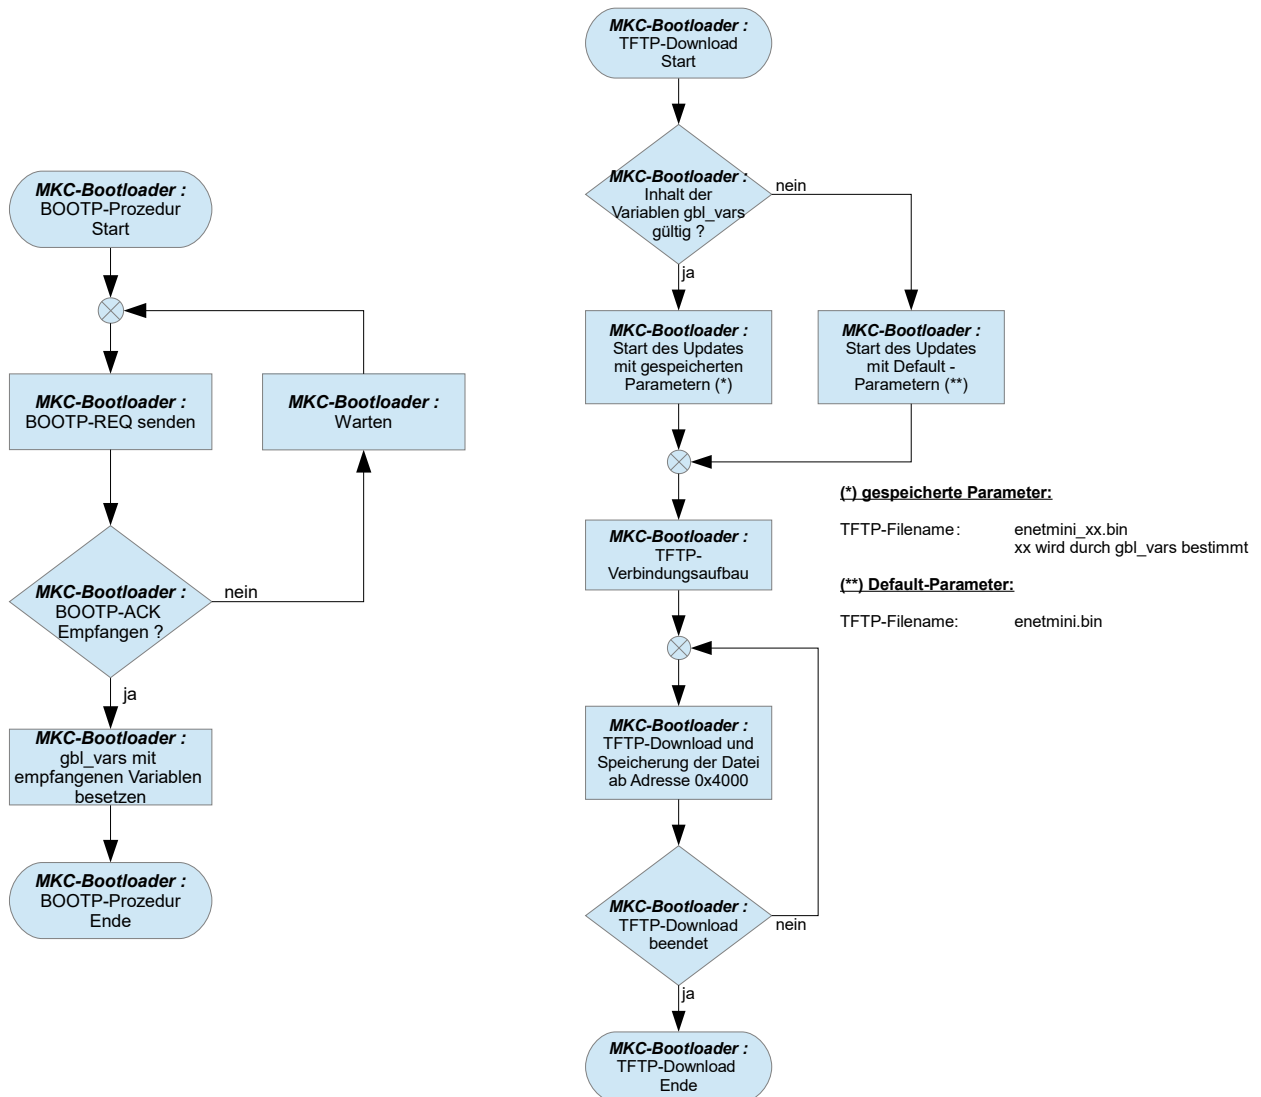 MKC-Bootloader :
BOOTP-Prozedur
Start
MKC-Bootloader :
BOOTP-REQ senden
MKC-Bootloader :
Warten
MKC-Bootloader :
BOOTP-ACK
Empfangen ?
nein
ja
MKC-Bootloader :
gbl_vars mit
empfangenen Variablen
besetzen
MKC-Bootloader :
BOOTP-Prozedur
Ende
MKC-Bootloader :
TFTP-Download
Start
MKC-Bootloader :
Inhalt der
Variablen gbl_vars
gültig ?
nein
ja
MKC-Bootloader :
Start des Updates
mit gespeicherten
Parametern (*)
MKC-Bootloader :
Start des Updates
mit Default -
Parametern (**)
MKC-Bootloader :
TFTP-
Verbindungsaufbau
MKC-Bootloader :
TFTP-Download und
Speicherung der Datei
ab Adresse 0x4000
MKC-Bootloader :
TFTP-Download
beendet
nein
ja
MKC-Bootloader :
TFTP-Download
Ende
(*) gespeicherte Parameter:
TFTP-Filename : enetmini_xx.bin
xx wird durch gbl_vars bestimmt
(**) Default-Parameter:
TFTP-Filename: enetmini.bin